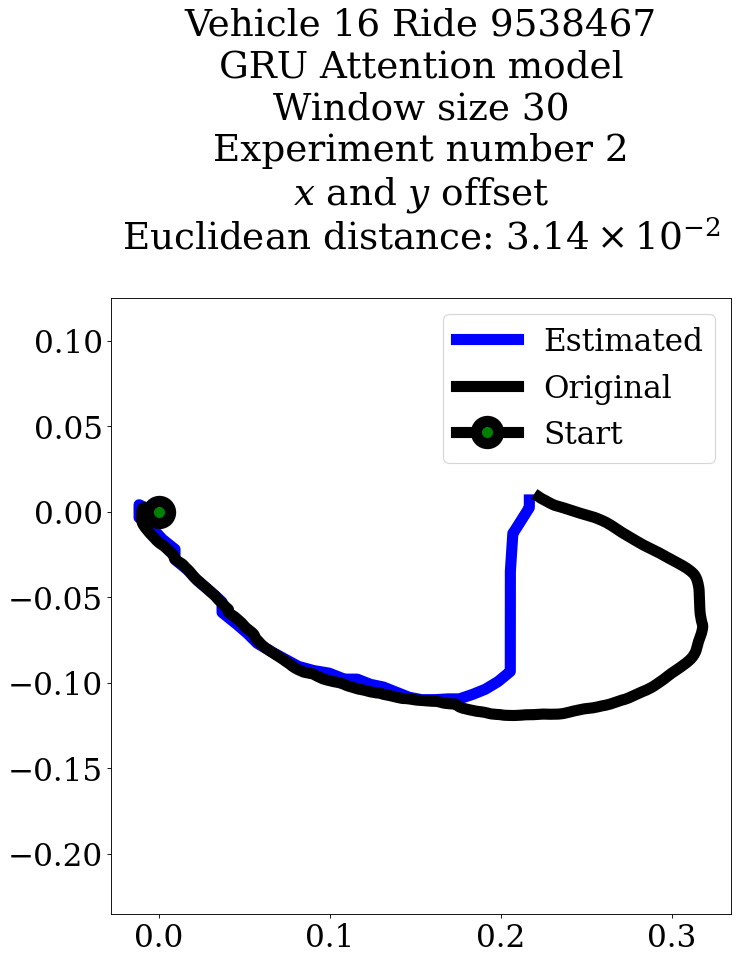 Vehicle 16 Ride 9538467
GRU Attention model
Window size 30
Experiment number 2
x and y offset
Euclidean distance: 3.14 × 10⁻²
Estimated
Original
Start
0.10
0.05
0.00
−0.05
−0.10
−0.15
−0.20
0.0 0.1 0.2 0.3